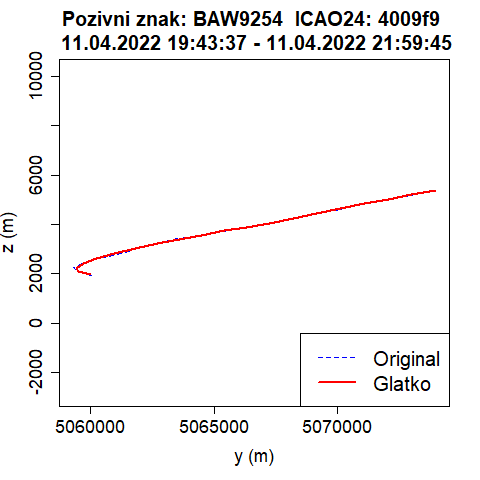 Pozivni znak: BAW9254 ICAO24: 4009f9
11.04.2022 19:43:37 - 11.04.2022 21:59:45
10000
6000
2000
0
-2000
z (m)
5060000 5065000 5070000
y (m)
Original
Glatko